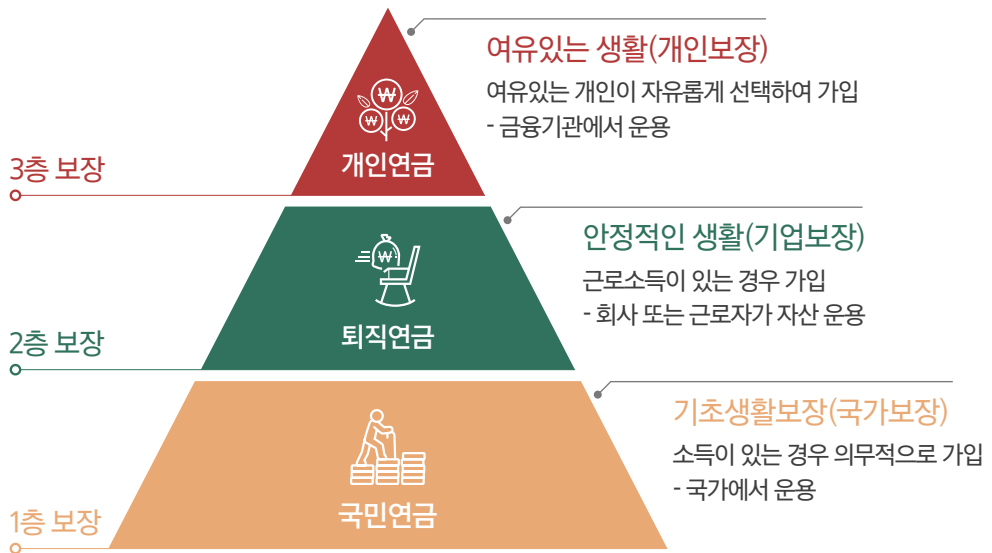 여유있는 생활(개인보장)
여유있는 개인이 자유롭게 선택하여 가입
- 금융기관에서 운용
₩
₩ ₩
개인연금
3층 보장
안정적인 생활(기업보장)
근로소득이 있는 경우 가입
- 회사 또는 근로자가 자산 운용
₩
퇴직연금
2층 보장
기초생활보장(국가보장)
소득이 있는 경우 의무적으로 가입
- 국가에서 운용
국민연금
1층 보장